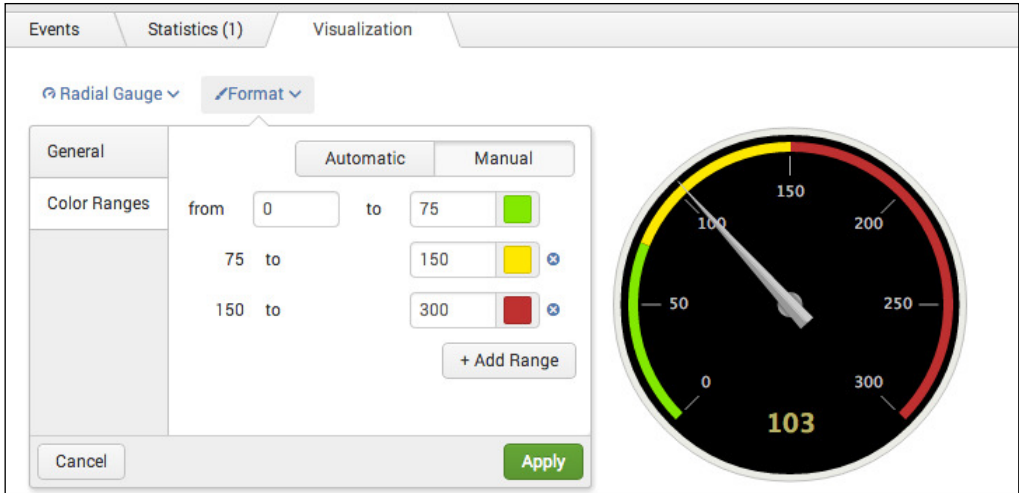 Events Statistics (1) Visualization
Radial Gauge Format
General
Color Ranges
Automatic Manual
from 0 to 75
75 to 150
150 to 300
+ Add Range
Cancel Apply
150
100 200
50 250
0 300
103